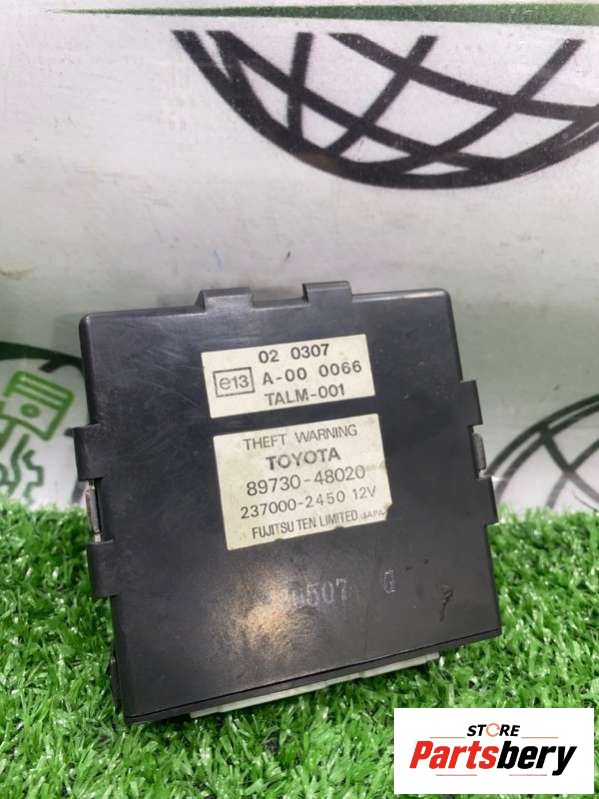 02 0307
e13 A-00 0066
TALM-001
THEFT WARNING
TOYOTA
89730-48020
237000-2450 12V
FUJITSU TEN LIMITED JAPAN
0507 G
STORE
Partsbery